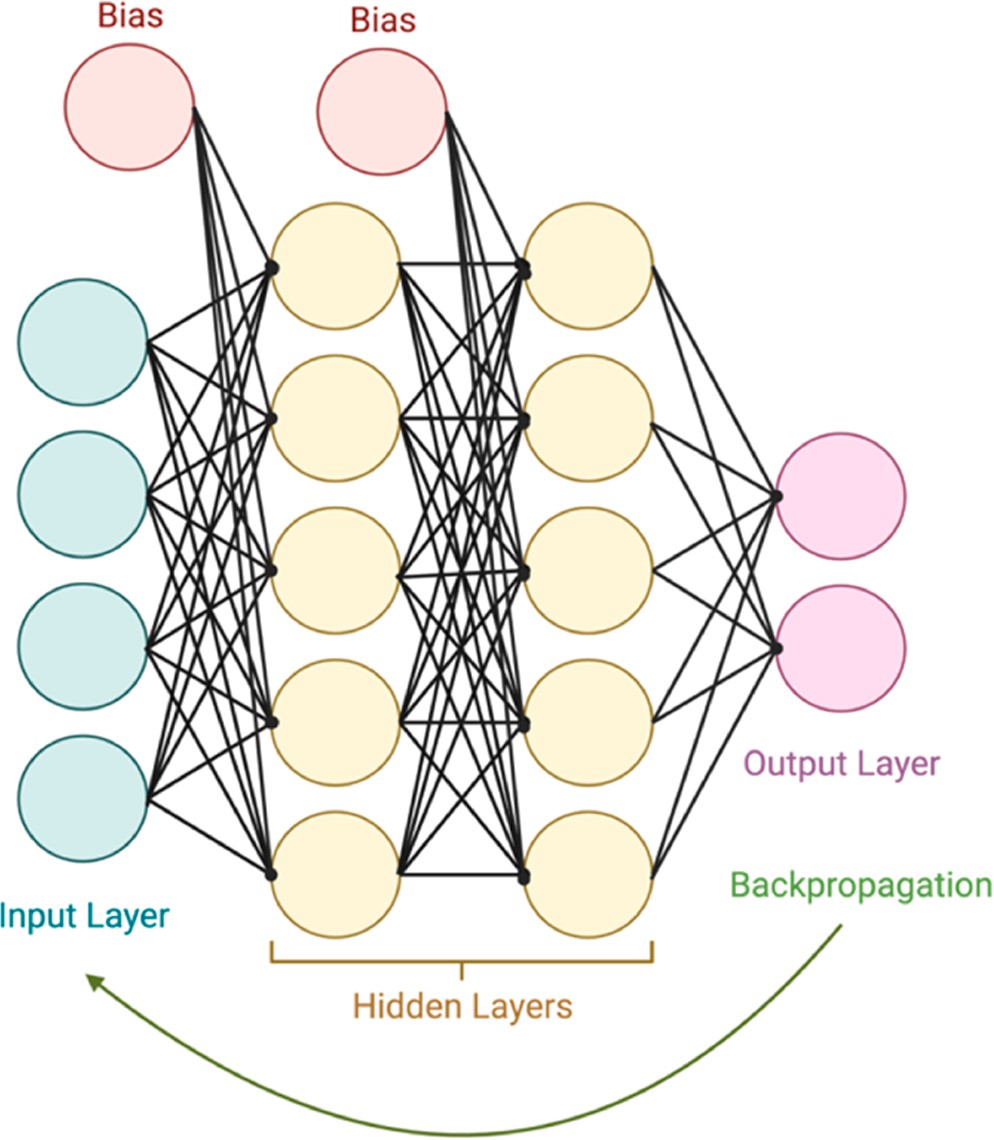 Bias
Bias
Output Layer
Backpropagation
Input Layer
Hidden Layers